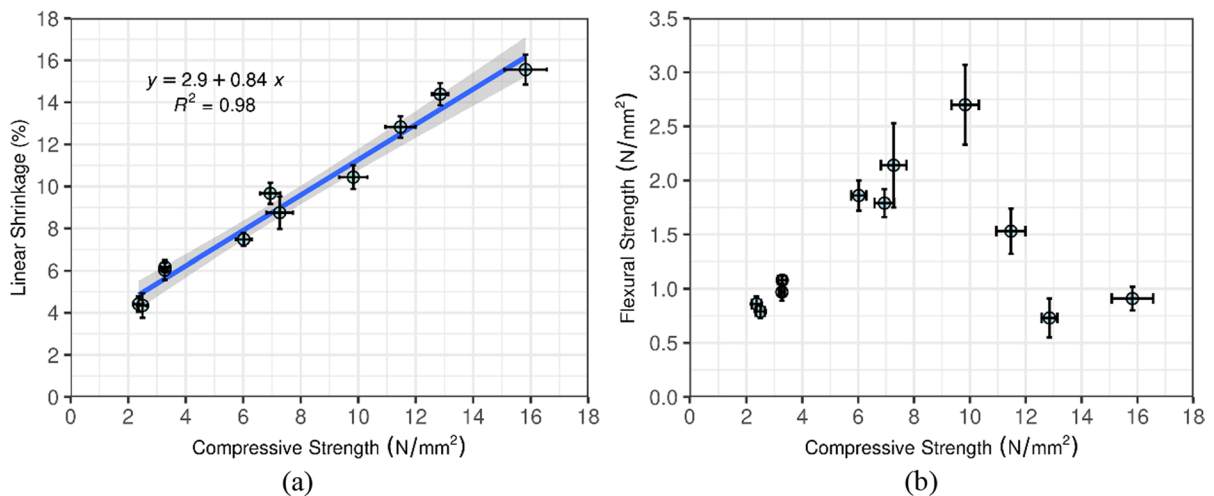 18
16
14
12
10
8
6
4
2
0
Linear Shrinkage (%)
y = 2.9 + 0.84 x
R² = 0.98
0 2 4 6 8 10 12 14 16 18
Compressive Strength (N/mm²)
(a)
3.5
3.0
2.5
2.0
1.5
1.0
0.5
0.0
Flexural Strength (N/mm²)
0 2 4 6 8 10 12 14 16 18
Compressive Strength (N/mm²)
(b)